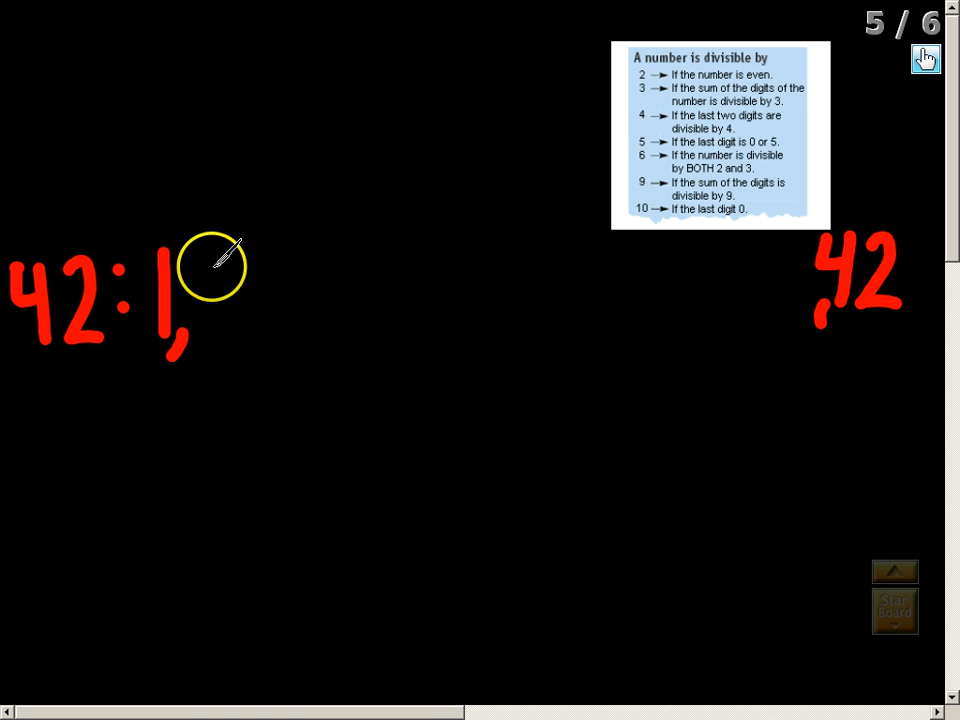 5 / 6
A number is divisible by
2 → If the number is even.
3 → If the sum of the digits of the
number is divisible by 3.
4 → If the last two digits are
divisible by 4.
5 → If the last digit is 0 or 5.
6 → If the number is divisible
by BOTH 2 and 3.
9 → If the sum of the digits is
divisible by 9.
10 → If the last digit 0.
42: 1, ,42
Star
Board